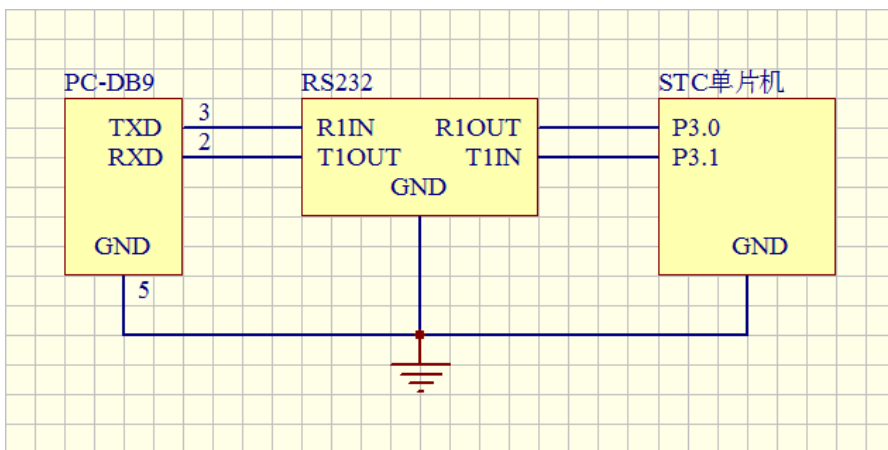 PC-DB9 RS232 STC单片机
TXD 3 R1IN R1OUT P3.0
RXD 2 T1OUT T1IN P3.1
GND
GND GND
5